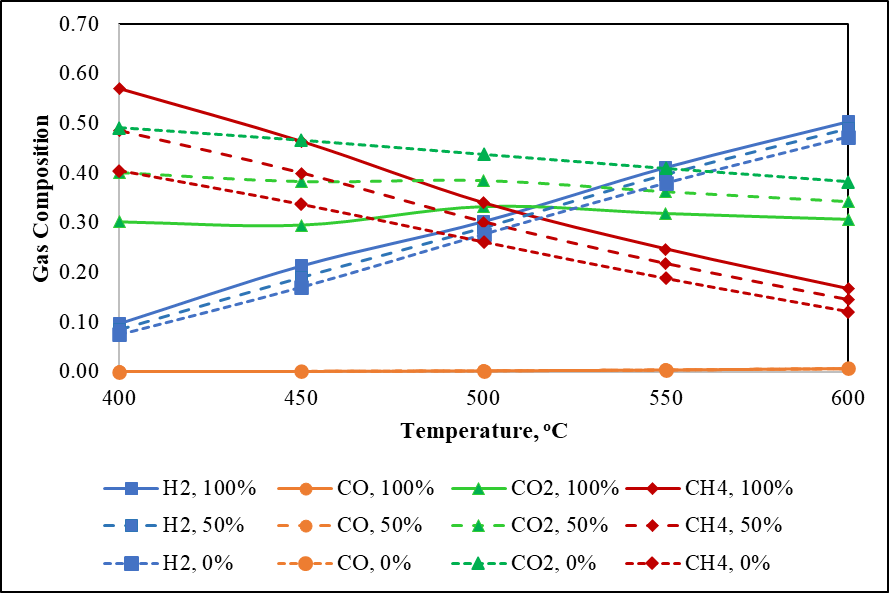 0.70
0.60
0.50
0.40
0.30
0.20
0.10
0.00
Gas Composition
400 450 500 550 600
Temperature, ᵒC
H2, 100% CO, 100% CO2, 100% CH4, 100%
H2, 50% CO, 50% CO2, 50% CH4, 50%
H2, 0% CO, 0% CO2, 0% CH4, 0%